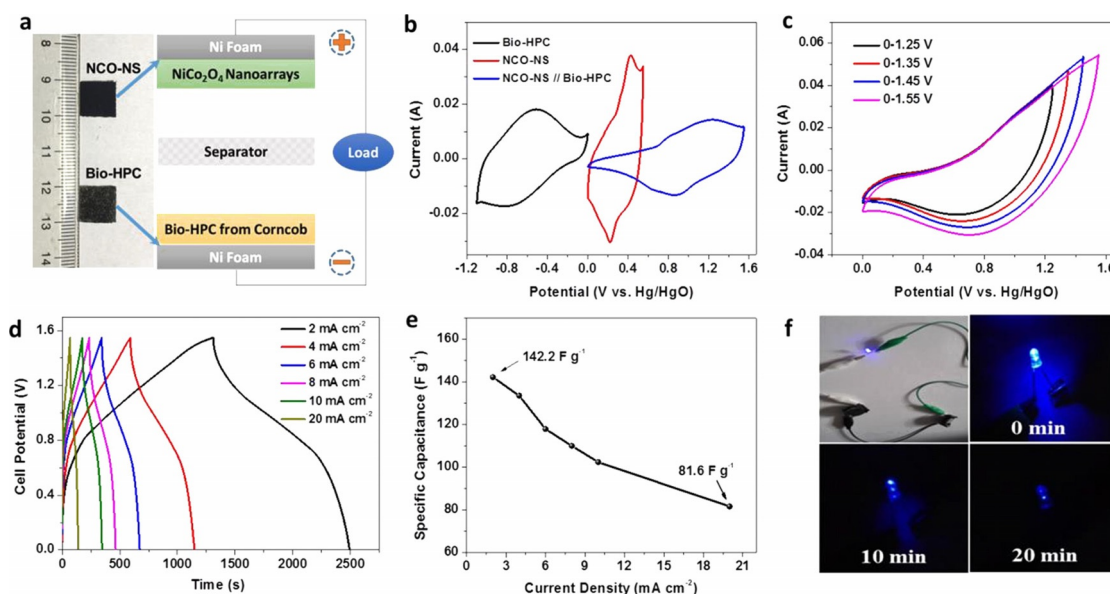 a
8
9
10
11
12
13
14
NCO-NS
Bio-HPC
Ni Foam
NiCo₂O₄ Nanoarrays
Separator
Load
Bio-HPC from Corncob
Ni Foam
b
Bio-HPC
NCO-NS
NCO-NS // Bio-HPC
0.04
0.02
0.00
-0.02
Current (A)
-1.2 -0.8 -0.4 0.0 0.4 0.8 1.2 1.6
Potential (V vs. Hg/HgO)
c
0-1.25 V
0-1.35 V
0-1.45 V
0-1.55 V
0.06
0.04
0.02
0.00
-0.02
-0.04
Current (A)
0.0 0.4 0.8 1.2 1.6
Potential (V vs. Hg/HgO)
d
2 mA cm⁻²
4 mA cm⁻²
6 mA cm⁻²
8 mA cm⁻²
10 mA cm⁻²
20 mA cm⁻²
1.6
1.2
0.8
0.4
0.0
Cell Potential (V)
0 500 1000 1500 2000 2500
Time (s)
e
142.2 F g⁻¹
81.6 F g⁻¹
160
140
120
100
80
60
Specific Capacitance (F g⁻¹)
0 3 6 9 12 15 18 21
Current Density (mA cm⁻²)
f
0 min
10 min
20 min